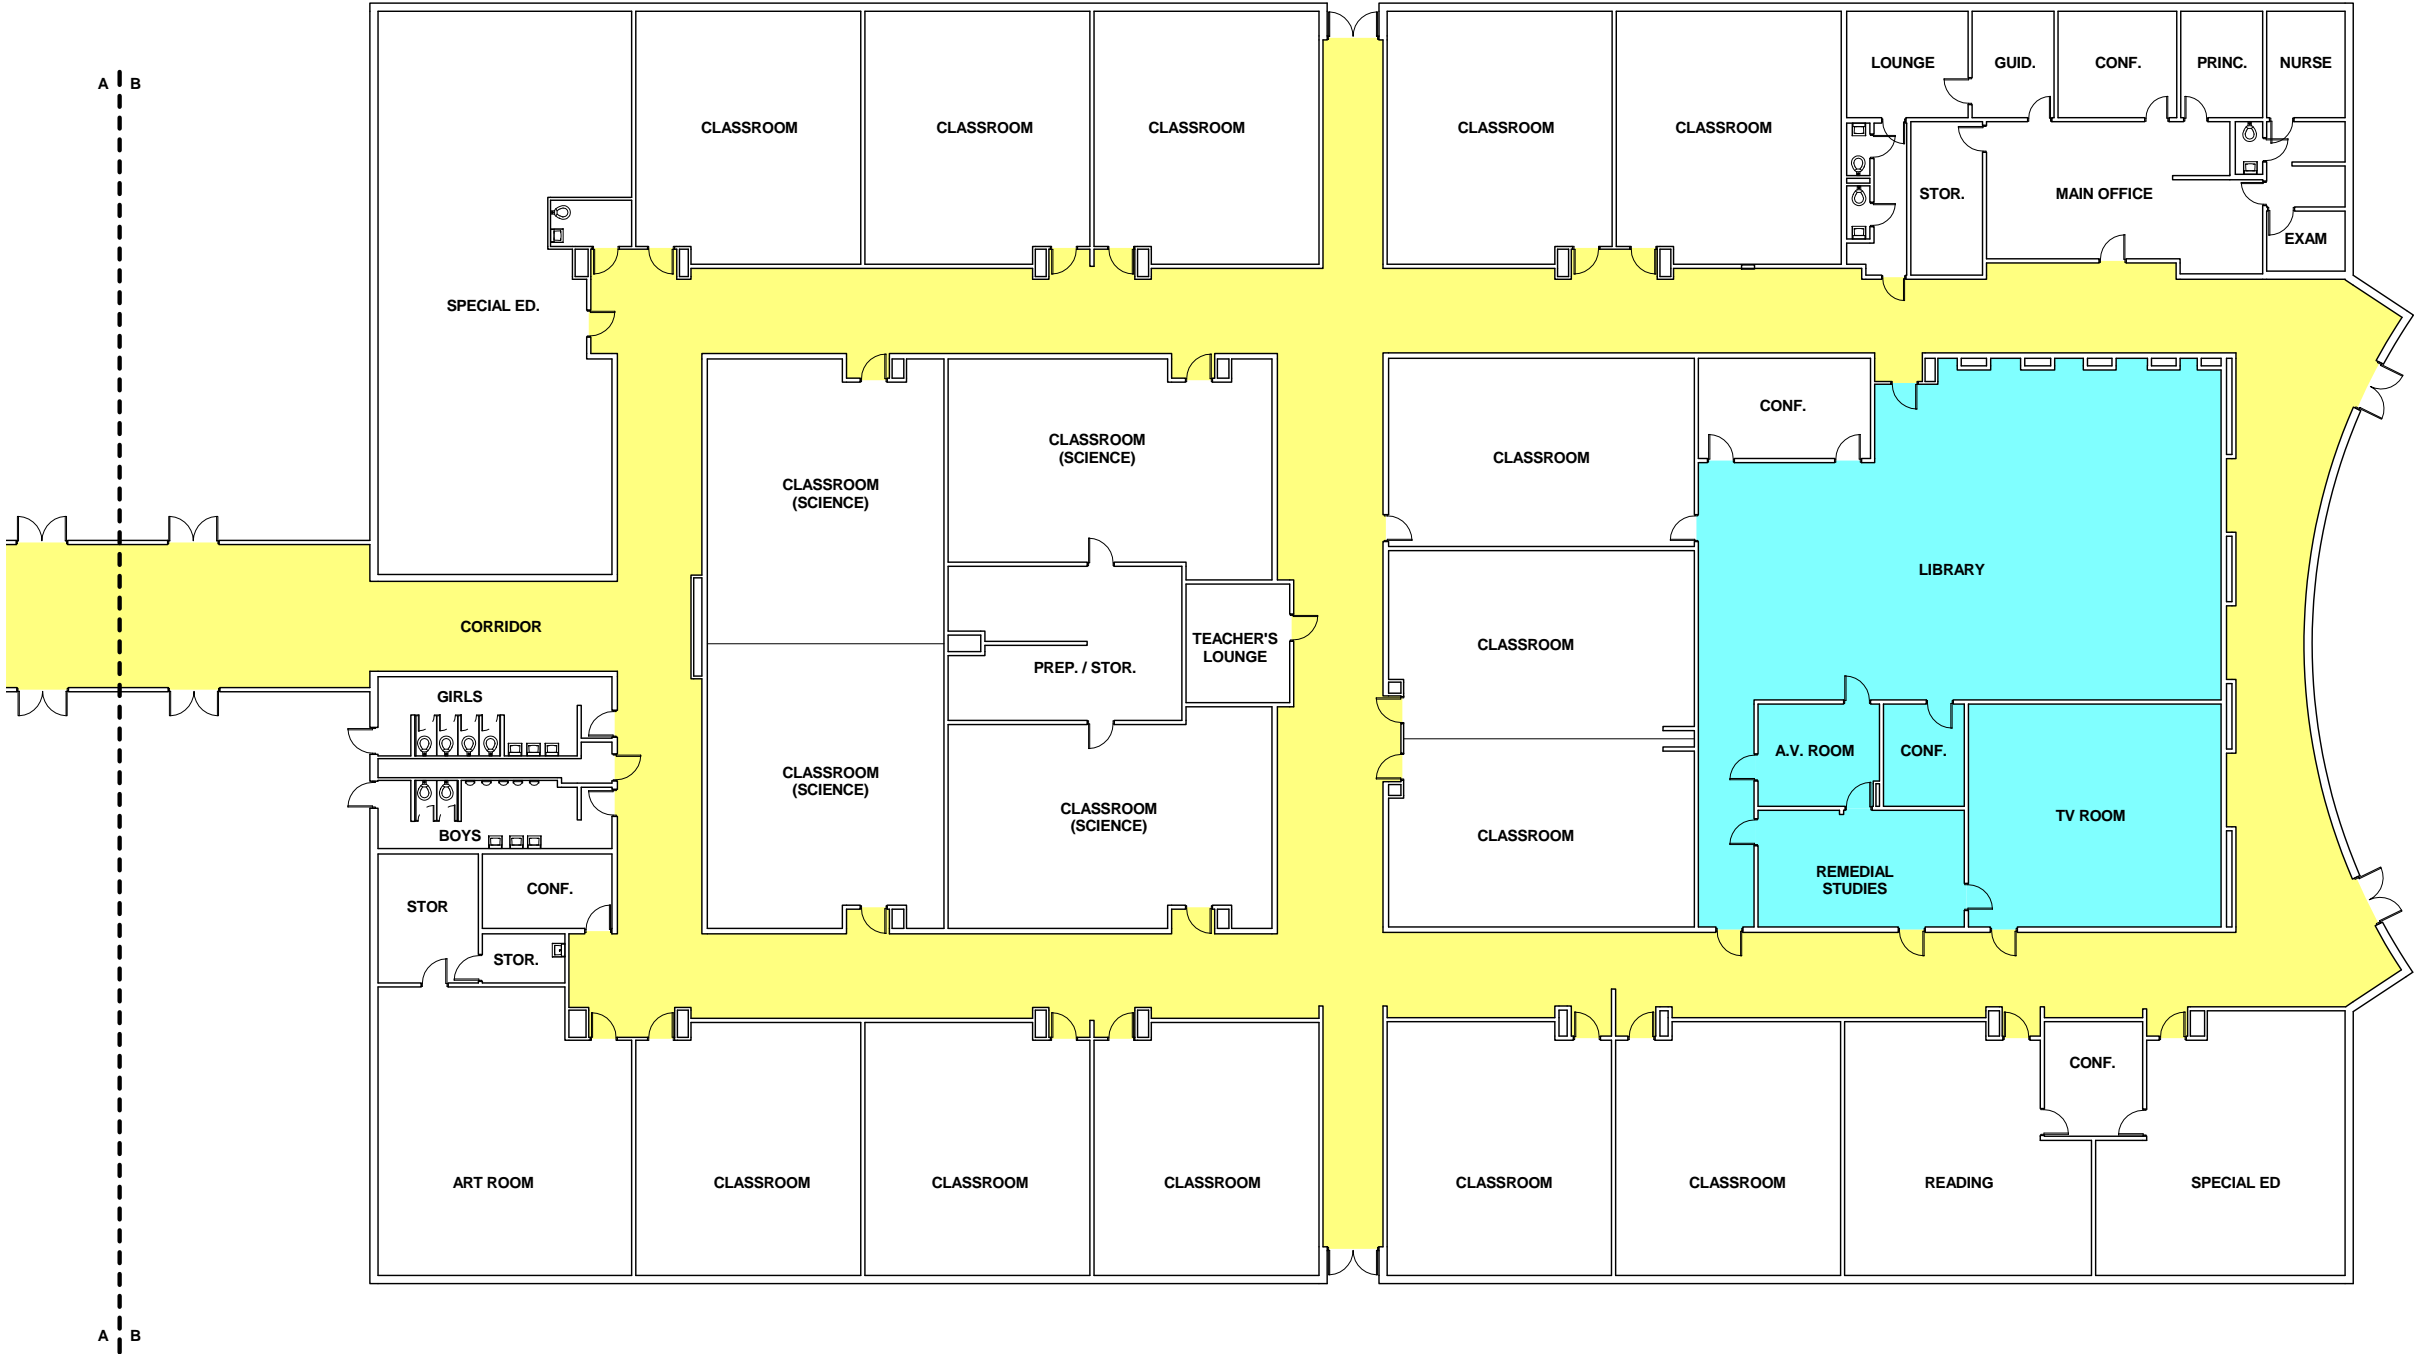 LOUNGE
GUID.
CONF.
PRINC.
NURSE
A B
CLASSROOM
CLASSROOM
CLASSROOM
CLASSROOM
CLASSROOM
STOR.
MAIN OFFICE
EXAM
SPECIAL ED.
CONF.
CLASSROOM
(SCIENCE)
CLASSROOM
CLASSROOM
(SCIENCE)
LIBRARY
CORRIDOR
TEACHER'S
LOUNGE
CLASSROOM
PREP. / STOR.
GIRLS
A.V. ROOM
CONF.
CLASSROOM
(SCIENCE)
CLASSROOM
(SCIENCE)
TV ROOM
BOYS
CLASSROOM
REMEDIAL
STUDIES
CONF.
STOR
STOR.
CONF.
ART ROOM
CLASSROOM
CLASSROOM
CLASSROOM
CLASSROOM
CLASSROOM
READING
SPECIAL ED
A B